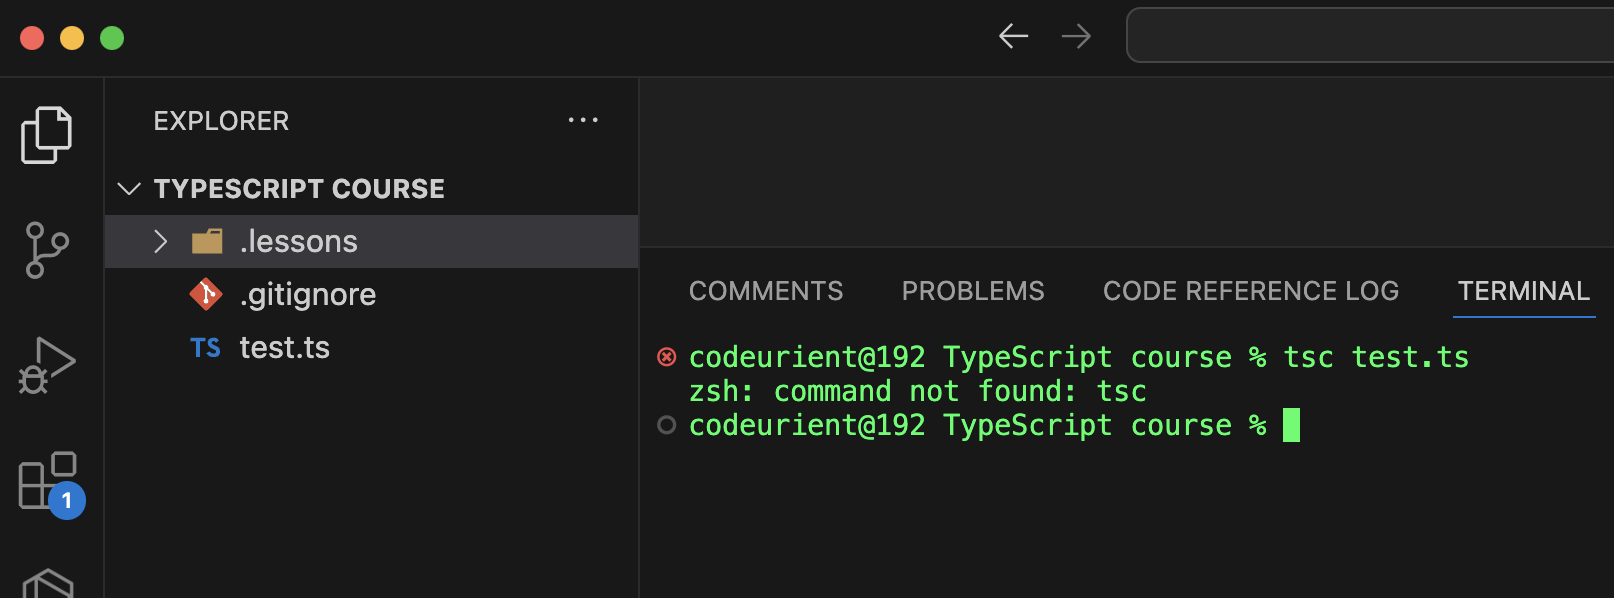 EXPLORER
TYPESCRIPT COURSE
.lessons
.gitignore
TS test.ts
1
COMMENTS PROBLEMS CODE REFERENCE LOG TERMINAL
codeurient@192 TypeScript course % tsc test.ts
zsh: command not found: tsc
codeurient@192 TypeScript course %